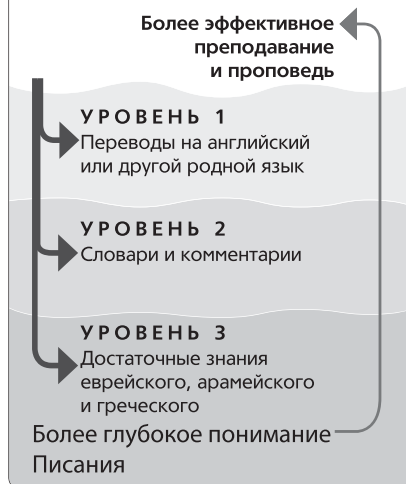 Более эффективное
преподавание
и проповедь
УРОВЕНЬ 1
Переводы на английский
или другой родной язык
УРОВЕНЬ 2
Словари и комментарии
УРОВЕНЬ 3
Достаточные знания
еврейского, арамейского
и греческого
Более глубокое понимание
Писания